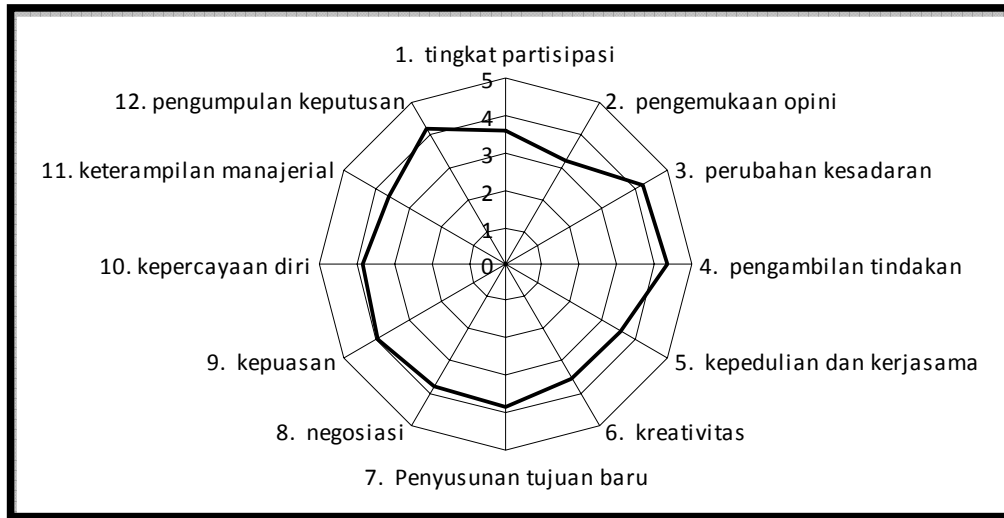 1. tingkat partisipasi
2. pengemukaan opini
3. perubahan kesadaran
4. pengambilan tindakan
5. kepedulian dan kerjasama
6. kreativitas
7. Penyusunan tujuan baru
8. negosiasi
9. kepuasan
10. kepercayaan diri
11. keterampilan manajerial
12. pengumpulan keputusan
5
4
3
2
1
0